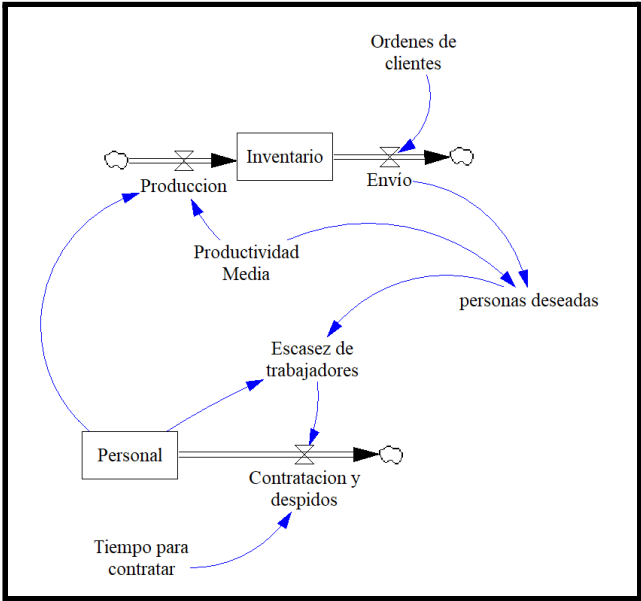 Ordenes de
clientes
Inventario
Produccion
Envío
Productividad
Media
personas deseadas
Escasez de
trabajadores
Personal
Contratacion y
despidos
Tiempo para
contratar